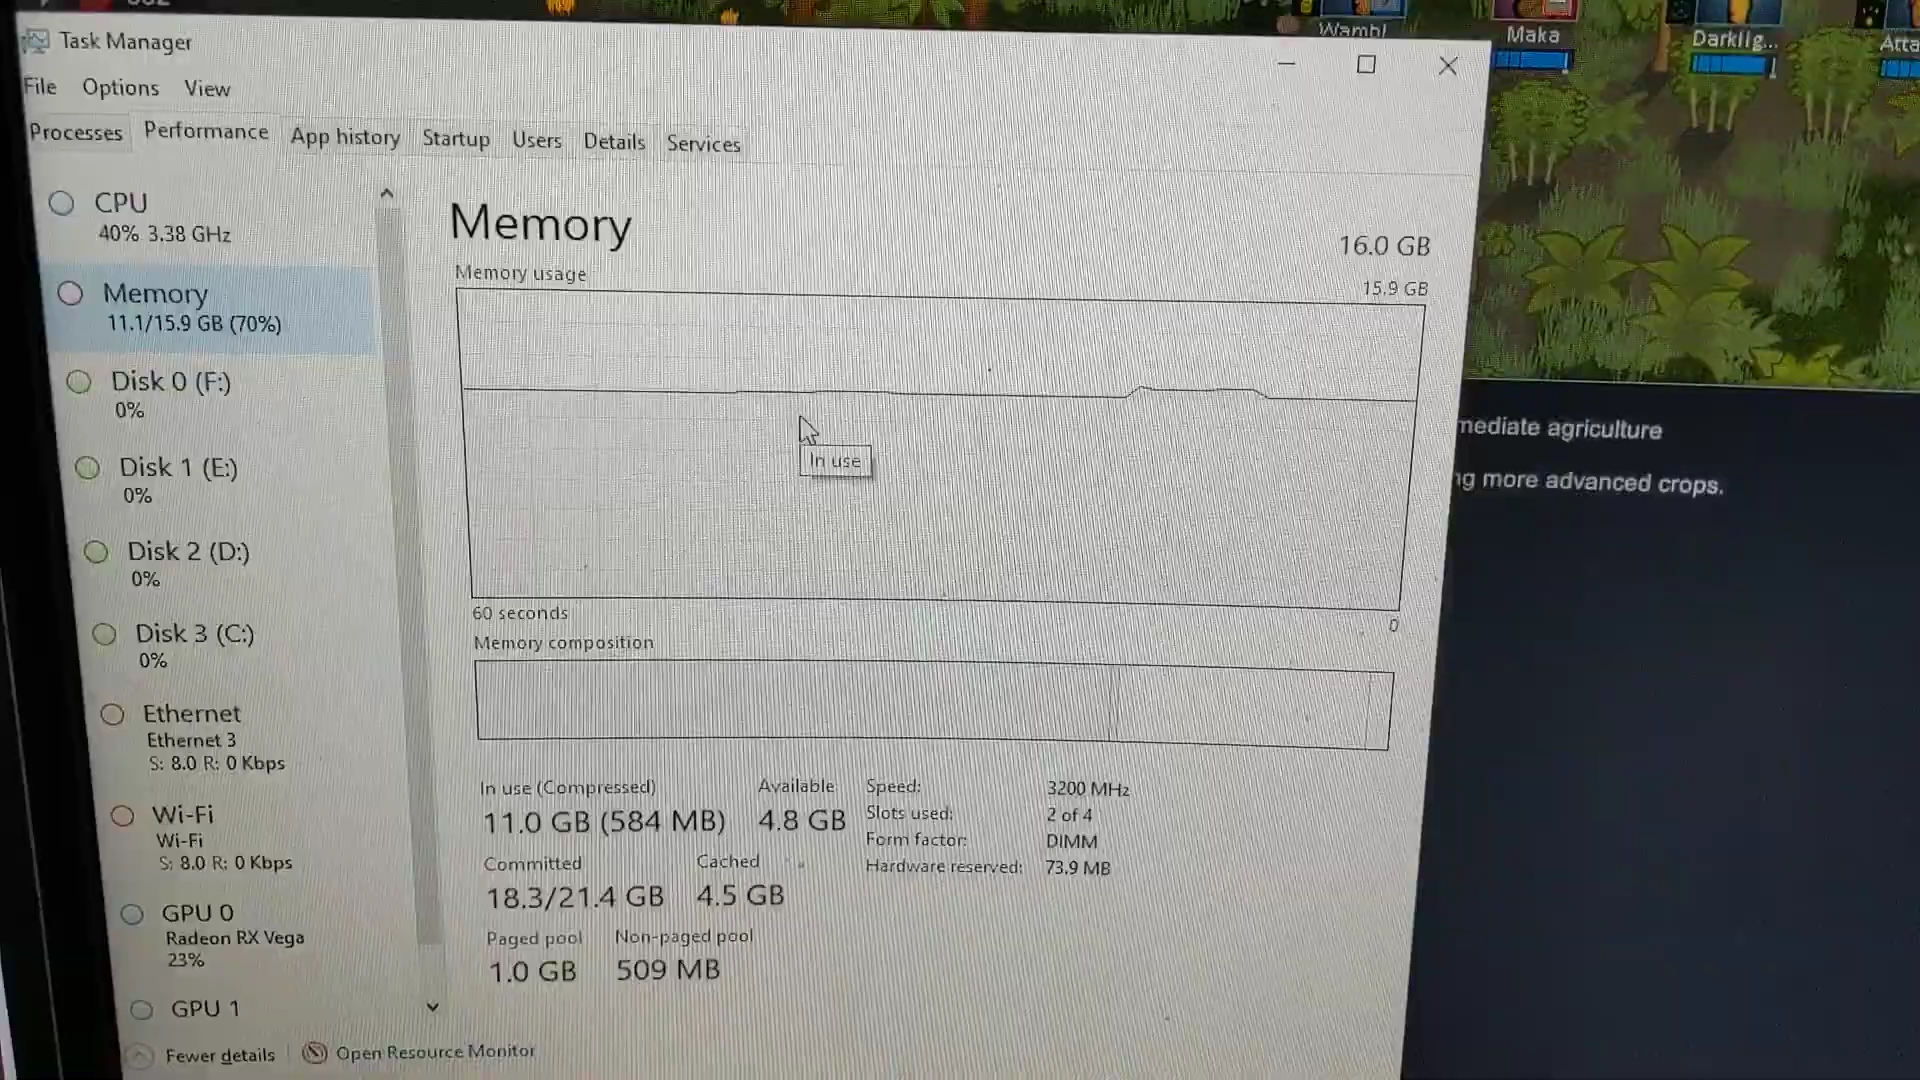 Task Manager
File Options View
Processes Performance App history Startup Users Details Services
CPU
40% 3.38 GHz
Memory
11.1/15.9 GB (70%)
Disk 0 (F:)
0%
Disk 1 (E:)
0%
Disk 2 (D:)
0%
Disk 3 (C:)
0%
Ethernet
Ethernet 3
S: 8.0 R: 0 Kbps
Wi-Fi
Wi-Fi
S: 8.0 R: 0 Kbps
GPU 0
Radeon RX Vega
23%
GPU 1
Fewer details
Open Resource Monitor
Memory
16.0 GB
Memory usage
15.9 GB
In use
60 seconds
0
Memory composition
In use (Compressed)
11.0 GB (584 MB)
Available
4.8 GB
Committed
18.3/21.4 GB
Cached
4.5 GB
Paged pool
1.0 GB
Non-paged pool
509 MB
Speed: 3200 MHz
Slots used: 2 of 4
Form factor: DIMM
Hardware reserved: 73.9 MB
Maka
Darklig...
Atta
mediate agriculture
ng more advanced crops.